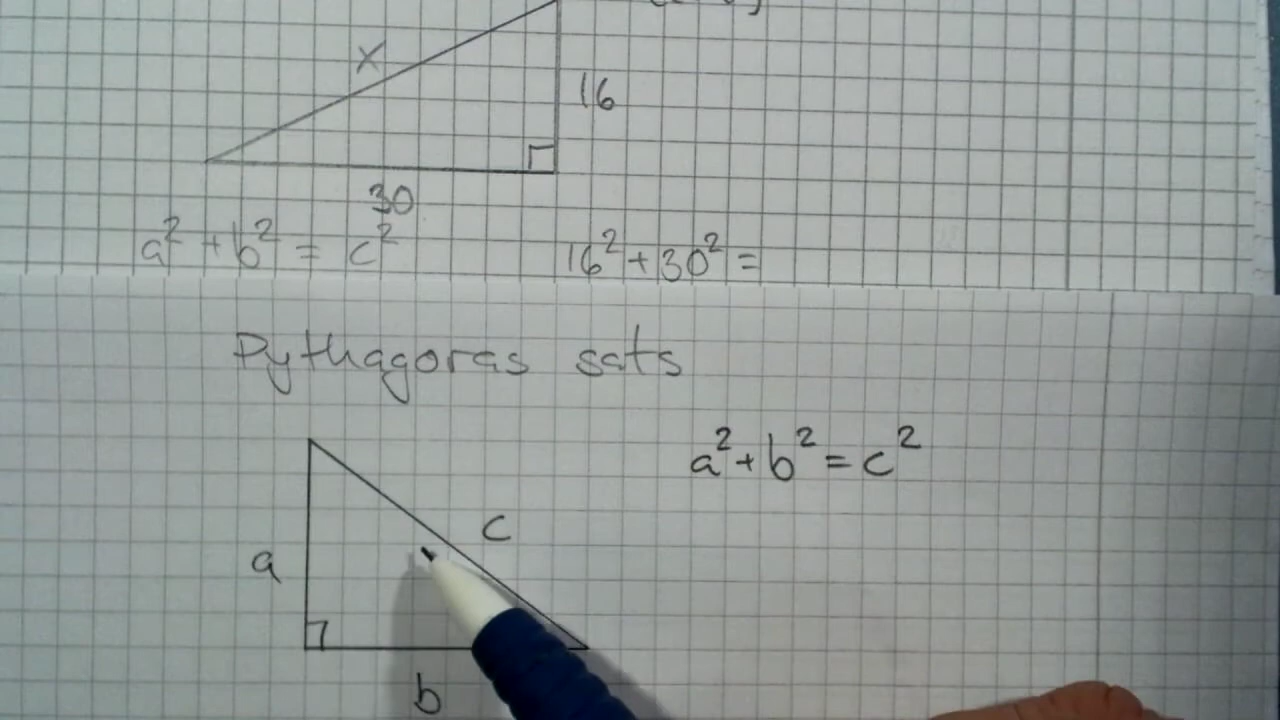 X
16
30
a² + b² = c² 16² + 30² =
Pythagoras sats
a² + b² = c²
c
a
b